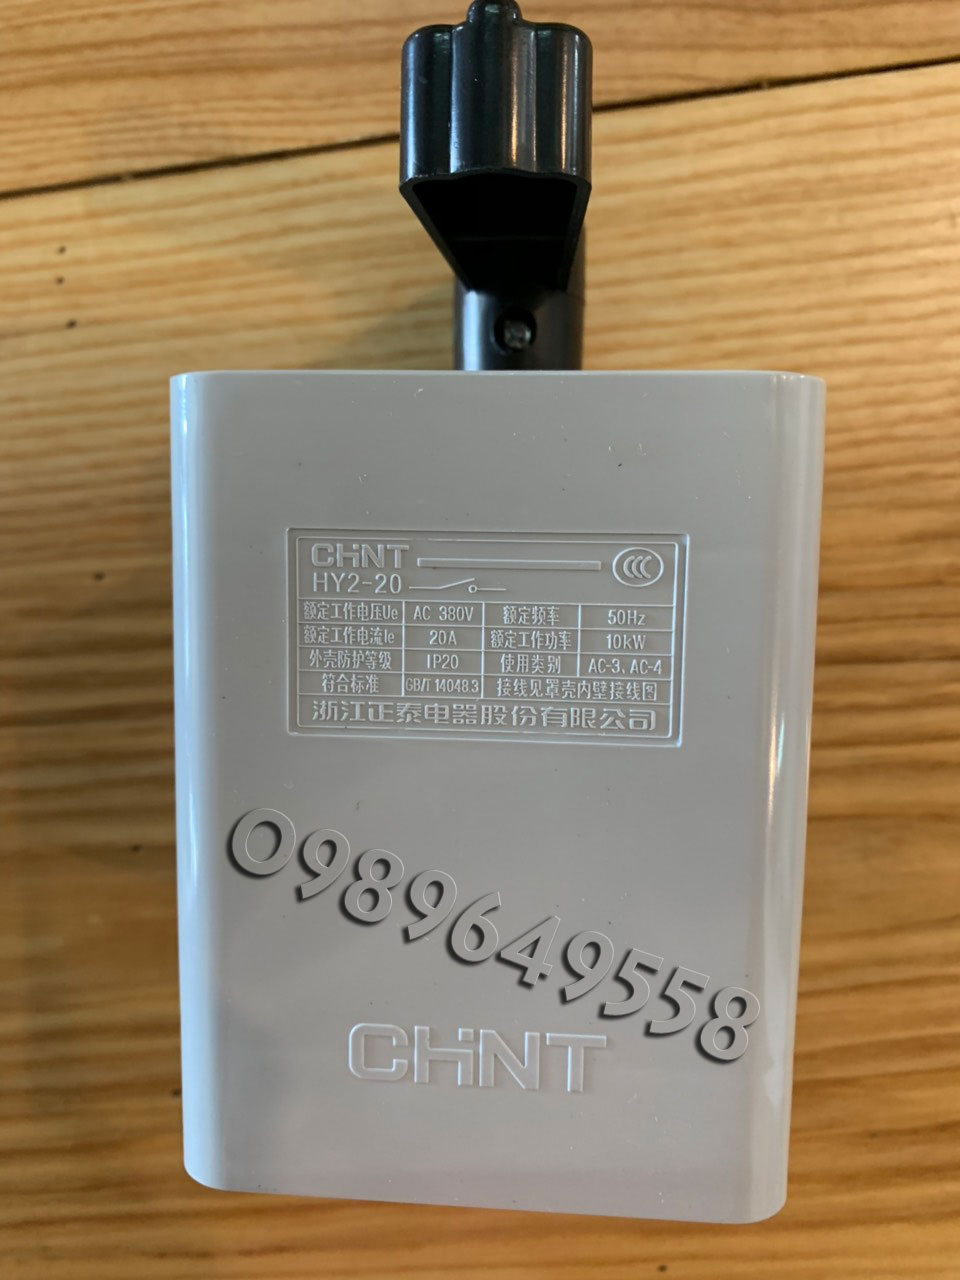 CHNT
HY2-20
额定工作电压Ue AC 380V 额定频率 50Hz
额定工作电流Ie 20A 额定工作功率 10kW
外壳防护等级 IP20 使用类别 AC-3、AC-4
符合标准 GB/T 14048.3 接线见罩壳内壁接线图
浙江正泰电器股份有限公司
0989649558
CHNT